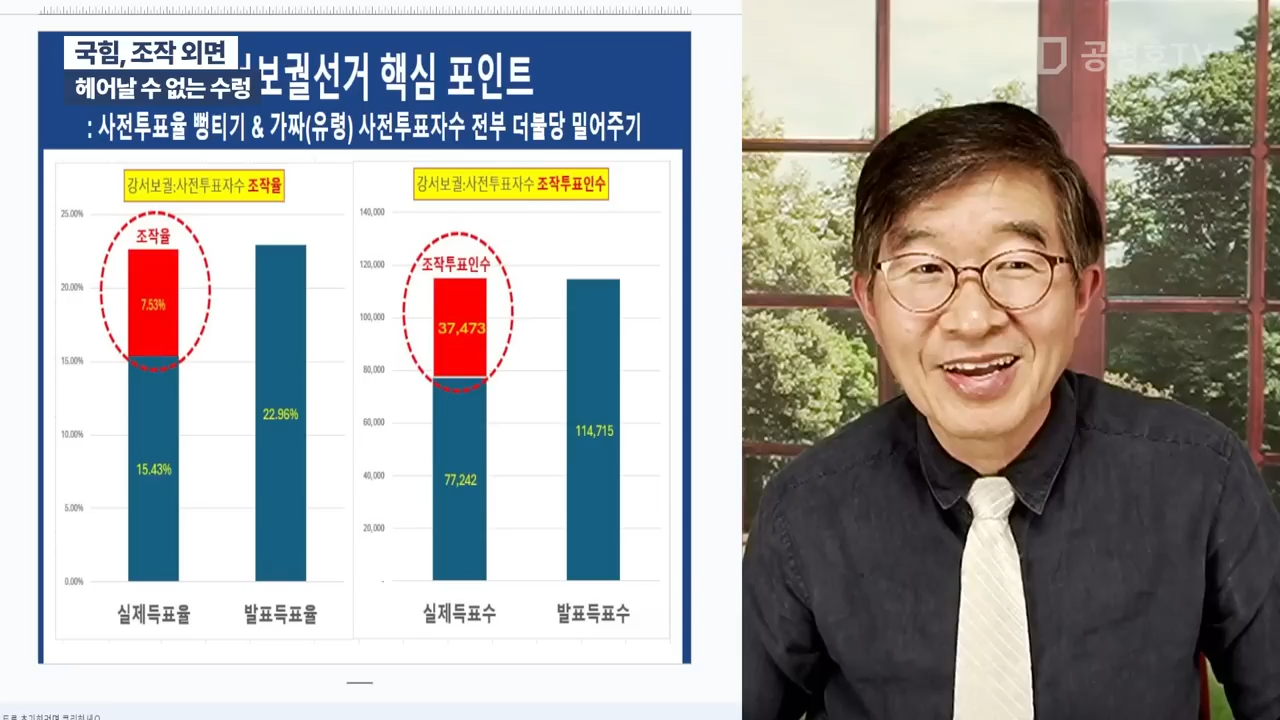 국힘, 조작 외면
헤어날 수 없는 수렁
보궐선거 핵심 포인트
: 사전투표율 뻥티기 & 가짜(유령) 사전투표자수 전부 더불당 밀어주기
강서보궐:사전투표자수 조작율
25.00%
20.00%
15.00%
10.00%
5.00%
0.00%
조작율
7.53%
15.43%
22.96%
실제득표율
발표득표율
강서보궐:사전투표자수 조작투표인수
140,000
120,000
100,000
80,000
60,000
40,000
20,000
-
조작투표인수
37,473
77,242
114,715
실제득표수
발표득표수
공병호TV